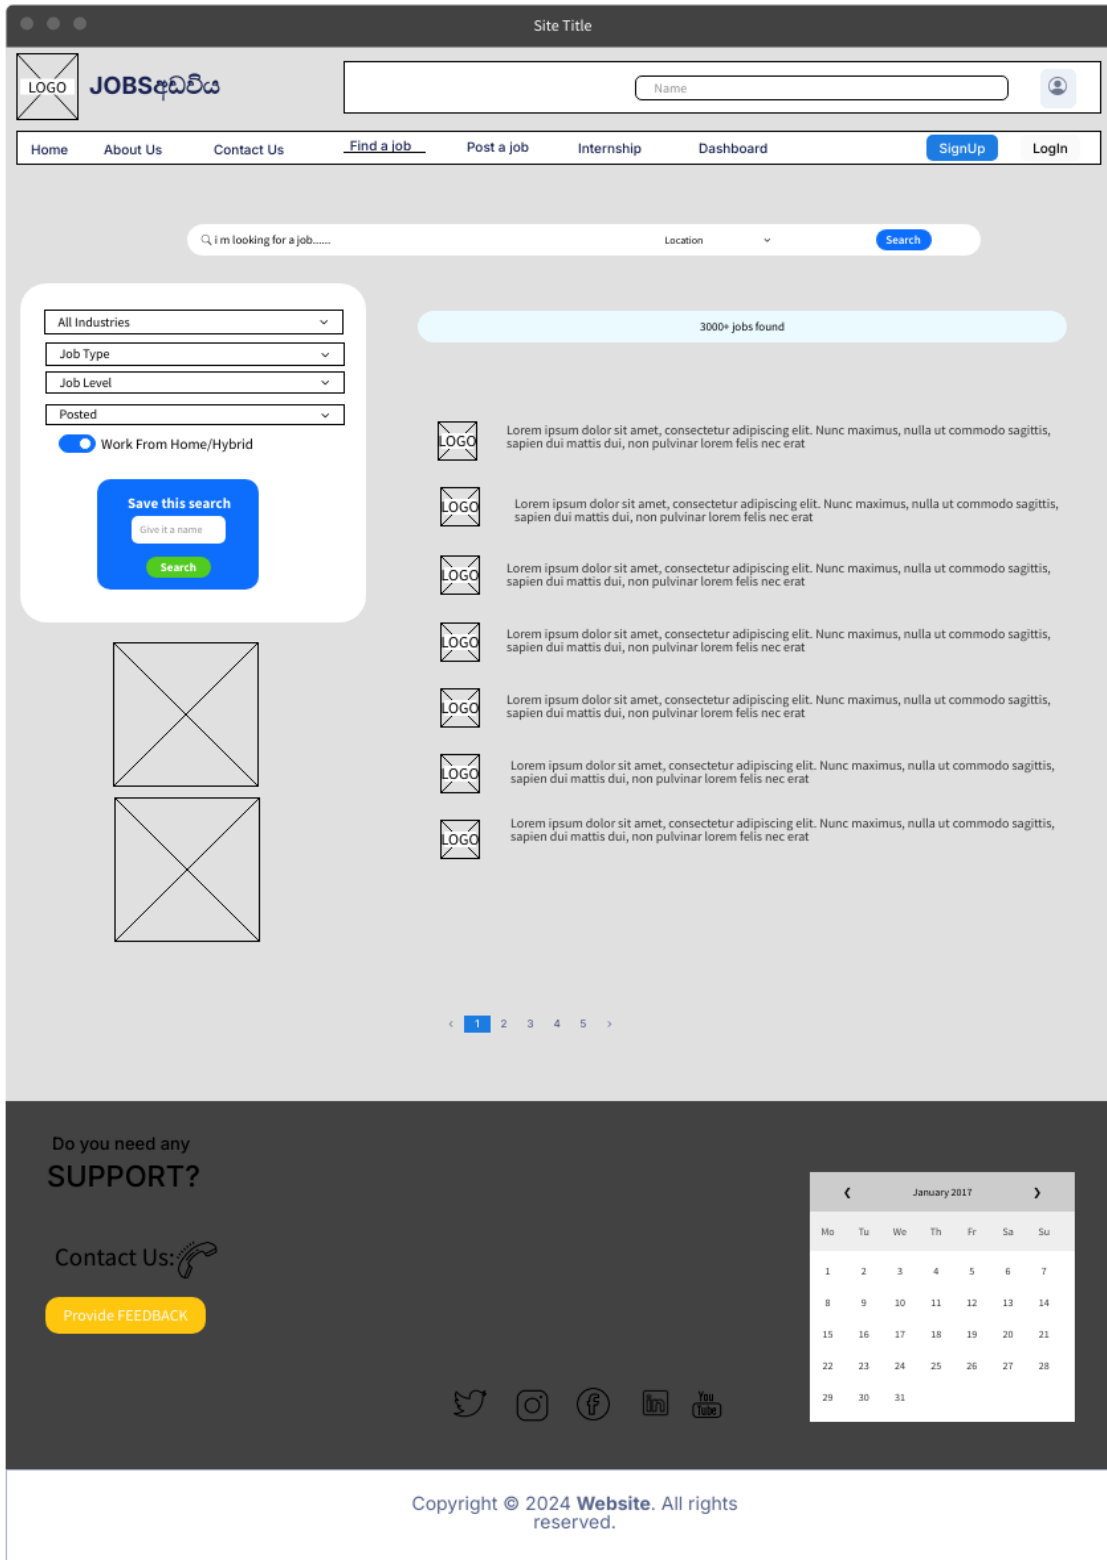 Site Title
LOGO
JOBSඅඩවිය
Name
Home About Us Contact Us Find a job Post a job Internship Dashboard SignUp LogIn
i m looking for a job...... Location Search
All Industries
Job Type
Job Level
Posted
Work From Home/Hybrid
Save this search
Give it a name
Search
3000+ jobs found
LOGO
Lorem ipsum dolor sit amet, consectetur adipiscing elit. Nunc maximus, nulla ut commodo sagittis,
sapien dui mattis dui, non pulvinar lorem felis nec erat
LOGO
Lorem ipsum dolor sit amet, consectetur adipiscing elit. Nunc maximus, nulla ut commodo sagittis,
sapien dui mattis dui, non pulvinar lorem felis nec erat
LOGO
Lorem ipsum dolor sit amet, consectetur adipiscing elit. Nunc maximus, nulla ut commodo sagittis,
sapien dui mattis dui, non pulvinar lorem felis nec erat
LOGO
Lorem ipsum dolor sit amet, consectetur adipiscing elit. Nunc maximus, nulla ut commodo sagittis,
sapien dui mattis dui, non pulvinar lorem felis nec erat
LOGO
Lorem ipsum dolor sit amet, consectetur adipiscing elit. Nunc maximus, nulla ut commodo sagittis,
sapien dui mattis dui, non pulvinar lorem felis nec erat
LOGO
Lorem ipsum dolor sit amet, consectetur adipiscing elit. Nunc maximus, nulla ut commodo sagittis,
sapien dui mattis dui, non pulvinar lorem felis nec erat
LOGO
Lorem ipsum dolor sit amet, consectetur adipiscing elit. Nunc maximus, nulla ut commodo sagittis,
sapien dui mattis dui, non pulvinar lorem felis nec erat
‹ 1 2 3 4 5 ›
Do you need any
SUPPORT?
Contact Us:
Provide FEEDBACK
in
You
Tube
❮ January 2017 ❯
Mo Tu We Th Fr Sa Su
1 2 3 4 5 6 7
8 9 10 11 12 13 14
15 16 17 18 19 20 21
22 23 24 25 26 27 28
29 30 31
Copyright © 2024 Website. All rights
reserved.